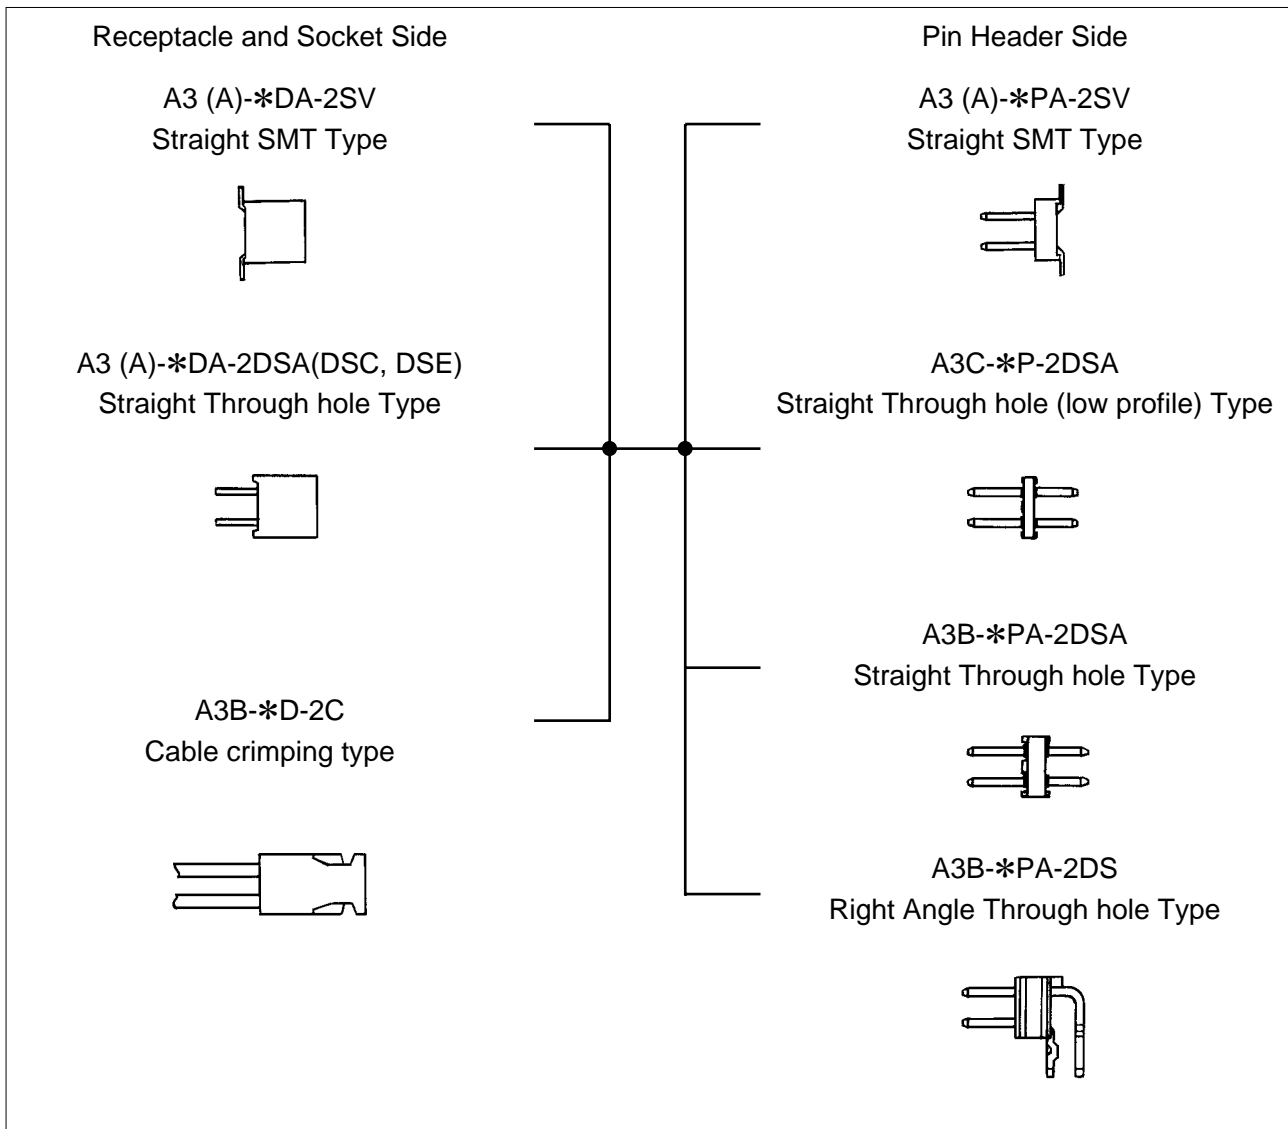 Receptacle and Socket Side
A3 (A)-*DA-2SV
Straight SMT Type
A3 (A)-*DA-2DSA(DSC, DSE)
Straight Through hole Type
A3B-*D-2C
Cable crimping type
Pin Header Side
A3 (A)-*PA-2SV
Straight SMT Type
A3C-*P-2DSA
Straight Through hole (low profile) Type
A3B-*PA-2DSA
Straight Through hole Type
A3B-*PA-2DS
Right Angle Through hole Type